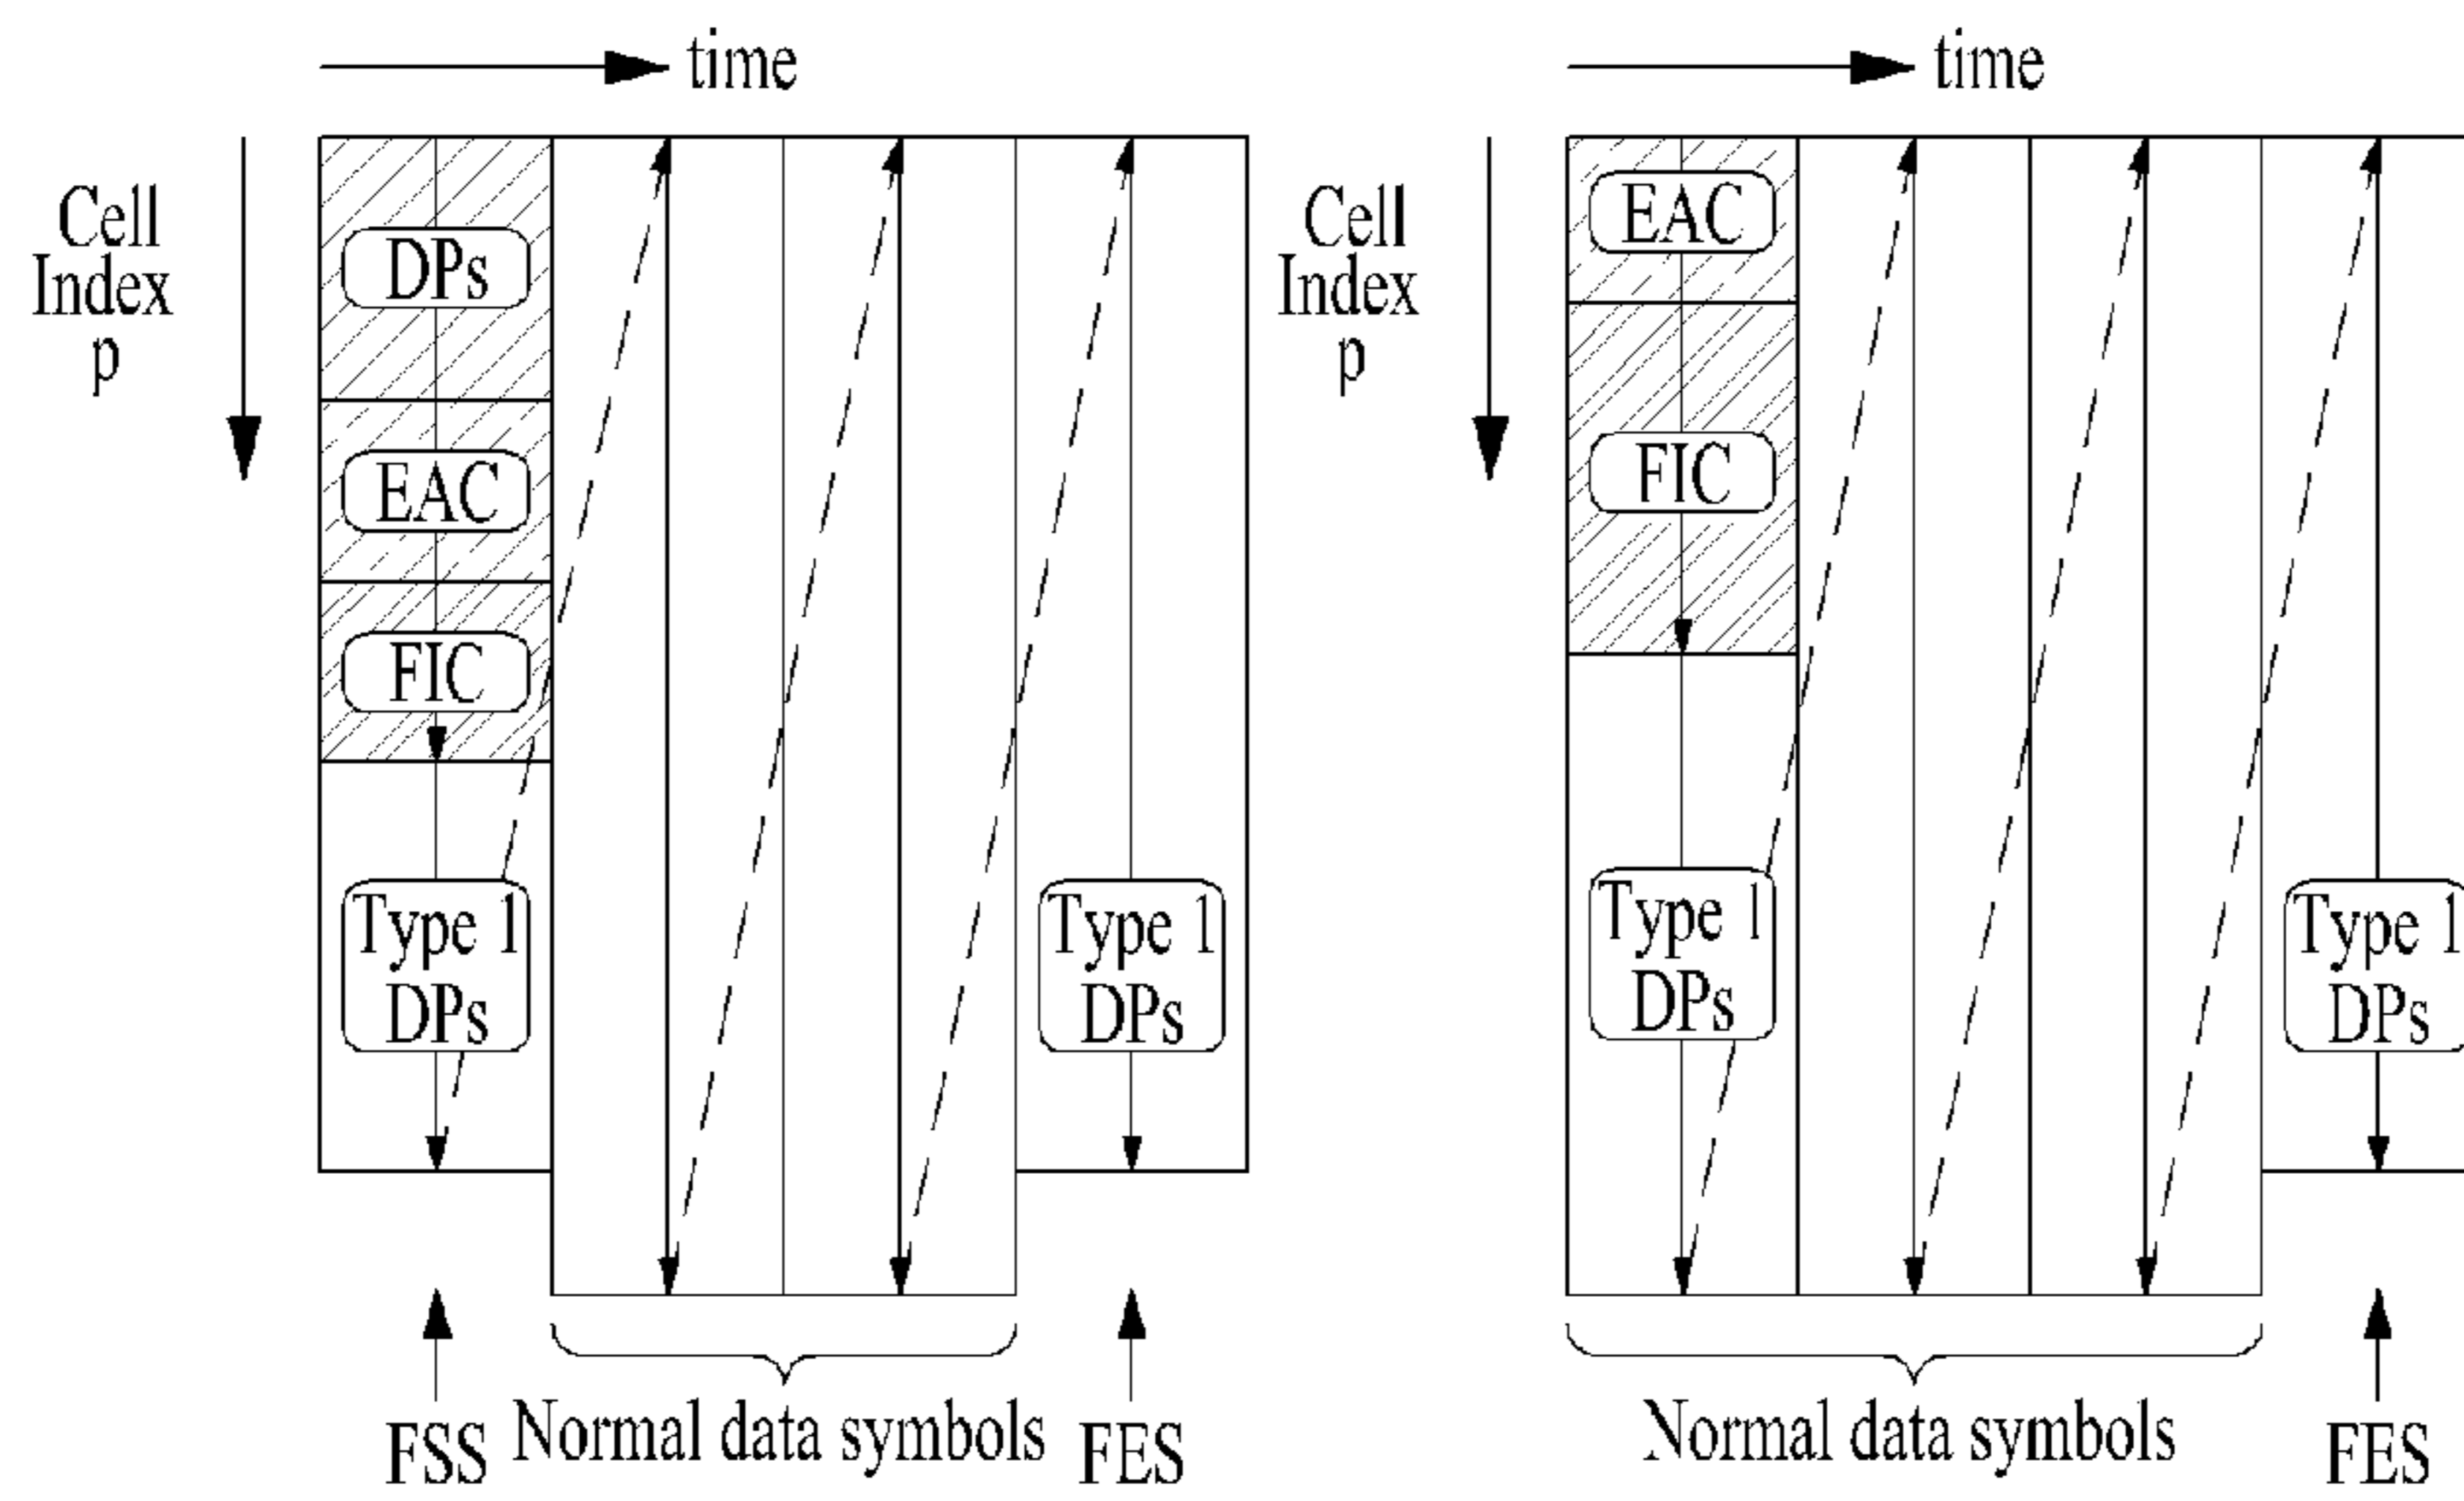 time
Cell
Index
p
DPs
EAC
FIC
Type 1
DPs
Type 1
DPs
FSS
Normal data symbols
FES
time
Cell
Index
p
EAC
FIC
Type 1
DPs
Type 1
DPs
Normal data symbols
FES